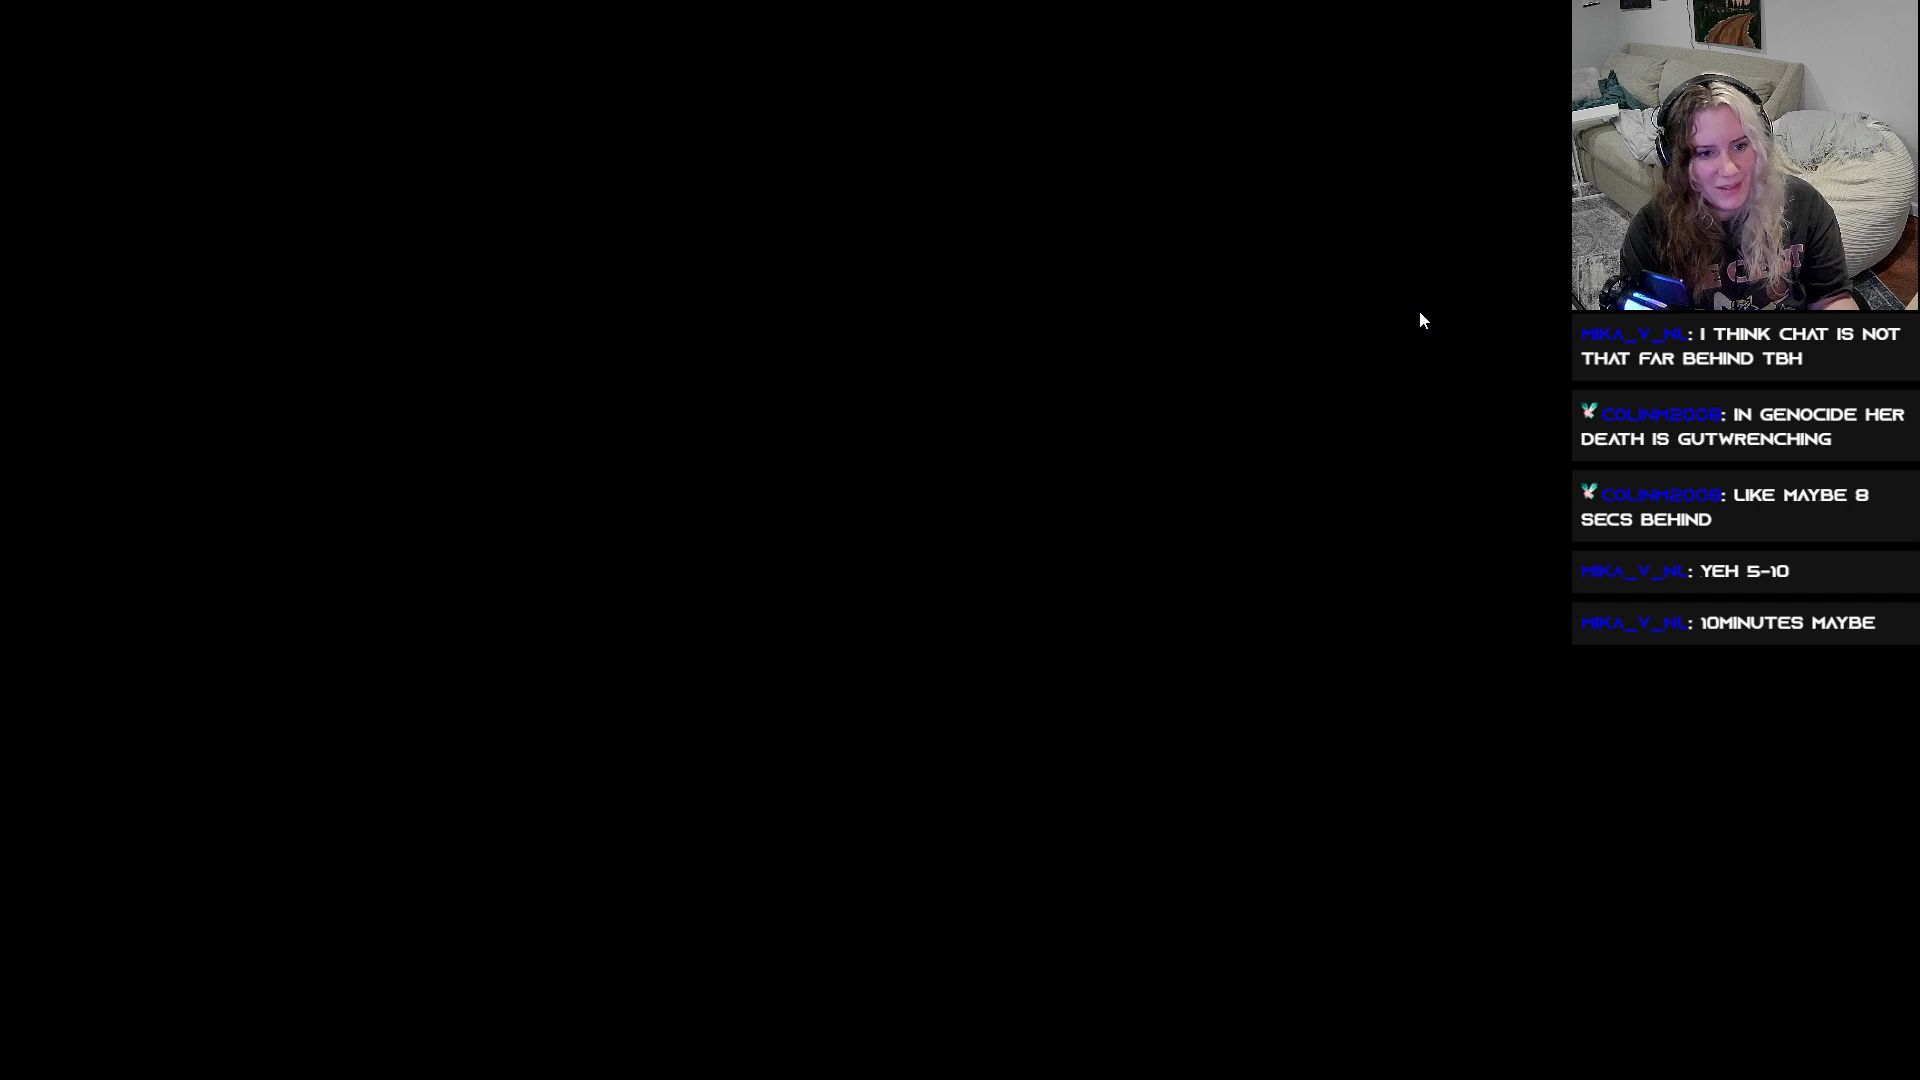 MIKA_V_NL: I THINK CHAT IS NOT
THAT FAR BEHIND TBH
COLINM2008: IN GENOCIDE HER
DEATH IS GUTWRENCHING
COLINM2008: LIKE MAYBE 8
SECS BEHIND
MIKA_V_NL: YEH 5-10
MIKA_V_NL: 10MINUTES MAYBE